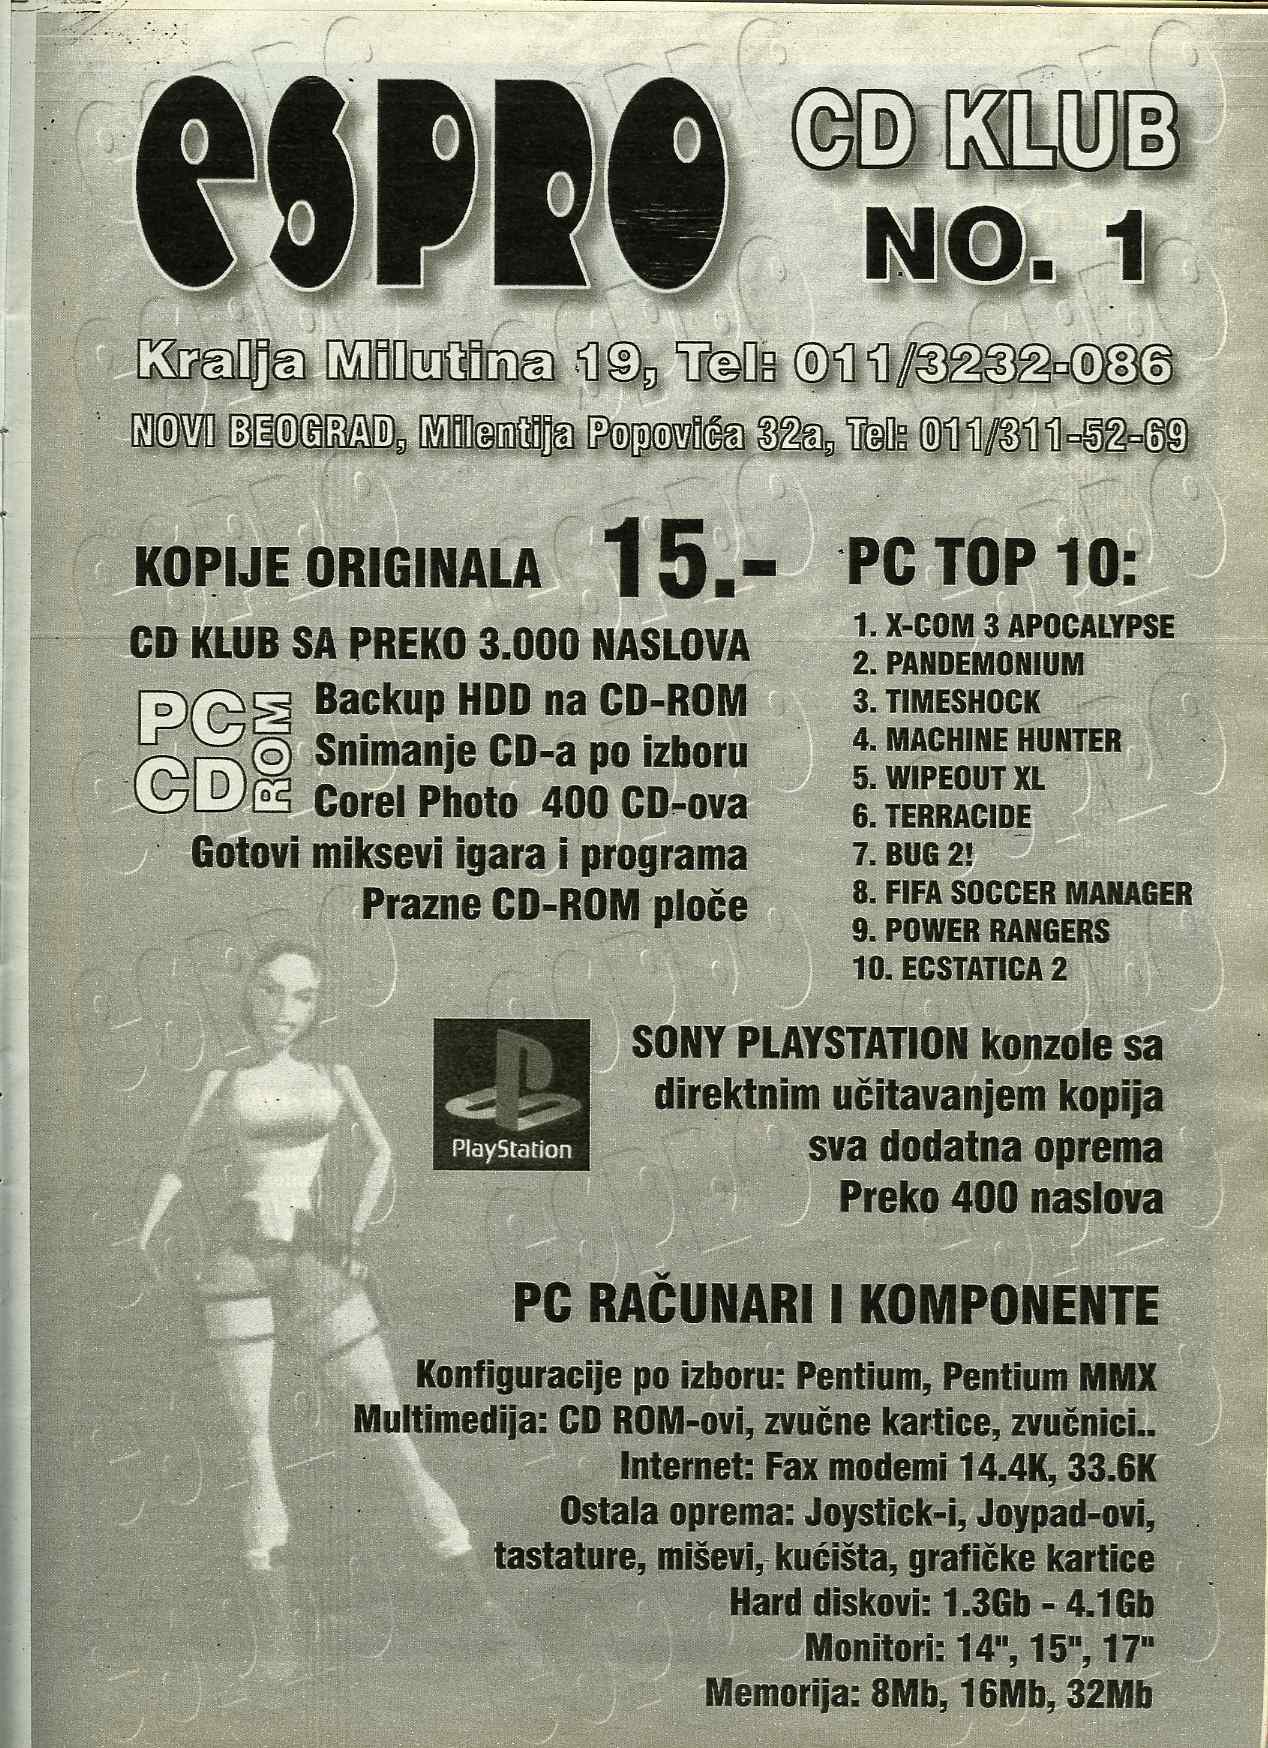 eSPRO
CD KLUB
NO. 1
Kralja Milutina 19, Tel: 011/3232-086
NOVI BEOGRAD, Milentija Popovića 32a, Tel: 011/311-52-69
KOPIJE ORIGINALA 15.-
CD KLUB SA PREKO 3.000 NASLOVA
PC
CD
ROM
Backup HDD na CD-ROM
Snimanje CD-a po izboru
Corel Photo 400 CD-ova
Gotovi miksevi igara i programa
Prazne CD-ROM ploče
PC TOP 10:
1. X-COM 3 APOCALYPSE
2. PANDEMONIUM
3. TIMESHOCK
4. MACHINE HUNTER
5. WIPEOUT XL
6. TERRACIDE
7. BUG 2!
8. FIFA SOCCER MANAGER
9. POWER RANGERS
10. ECSTATICA 2
PlayStation
SONY PLAYSTATION konzole sa
direktnim učitavanjem kopija
sva dodatna oprema
Preko 400 naslova
PC RAČUNARI I KOMPONENTE
Konfiguracije po izboru: Pentium, Pentium MMX
Multimedija: CD ROM-ovi, zvučne kartice, zvučnici..
Internet: Fax modemi 14.4K, 33.6K
Ostala oprema: Joystick-i, Joypad-ovi,
tastature, miševi, kućišta, grafičke kartice
Hard diskovi: 1.3Gb - 4.1Gb
Monitori: 14", 15", 17"
Memorija: 8Mb, 16Mb, 32Mb